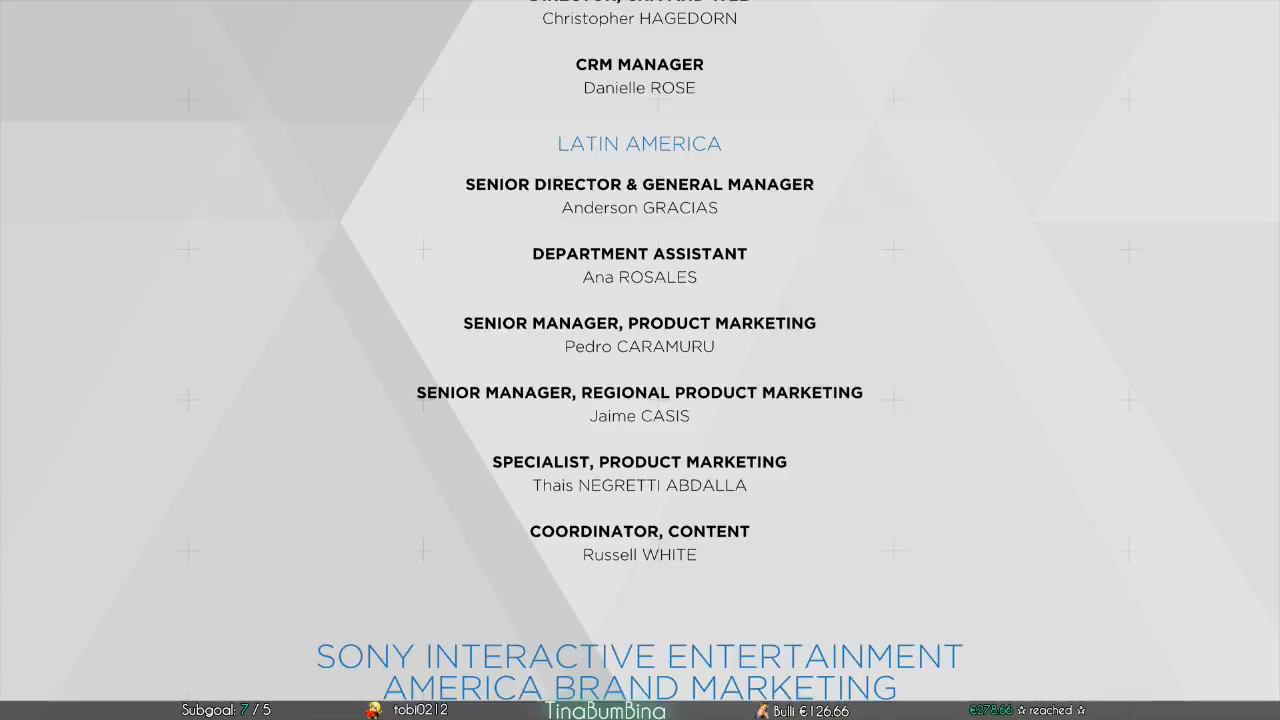 Christopher HAGEDORN
CRM MANAGER
Danielle ROSE
LATIN AMERICA
SENIOR DIRECTOR & GENERAL MANAGER
Anderson GRACIAS
DEPARTMENT ASSISTANT
Ana ROSALES
SENIOR MANAGER, PRODUCT MARKETING
Pedro CARAMURU
SENIOR MANAGER, REGIONAL PRODUCT MARKETING
Jaime CASIS
SPECIALIST, PRODUCT MARKETING
Thais NEGRETTI ABDALLA
COORDINATOR, CONTENT
Russell WHITE
SONY INTERACTIVE ENTERTAINMENT
AMERICA BRAND MARKETING
Subgoal: 7 / 5 tobi0212 TinaBumBina Bulli €126.66 €278.66 ☆ reached ☆